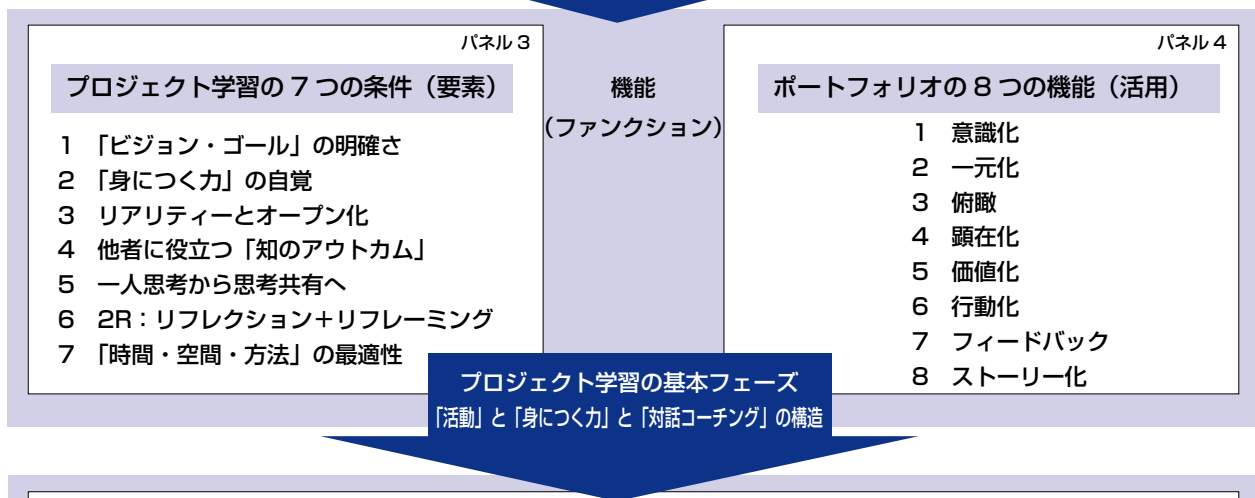 パネル 3
プロジェクト学習の 7 つの条件（要素）
1 「ビジョン・ゴール」の明確さ
2 「身につく力」の自覚
3 リアリティーとオープン化
4 他者に役立つ「知のアウトカム」
5 一人思考から思考共有へ
6 2R：リフレクション＋リフレーミング
7 「時間・空間・方法」の最適性
機能
（ファンクション）
パネル 4
ポートフォリオの 8 つの機能（活用）
1 意識化
2 一元化
3 俯瞰
4 顕在化
5 価値化
6 行動化
7 フィードバック
8 ストーリー化
プロジェクト学習の基本フェーズ
「活動」と「身につく力」と「対話コーチング」の構造